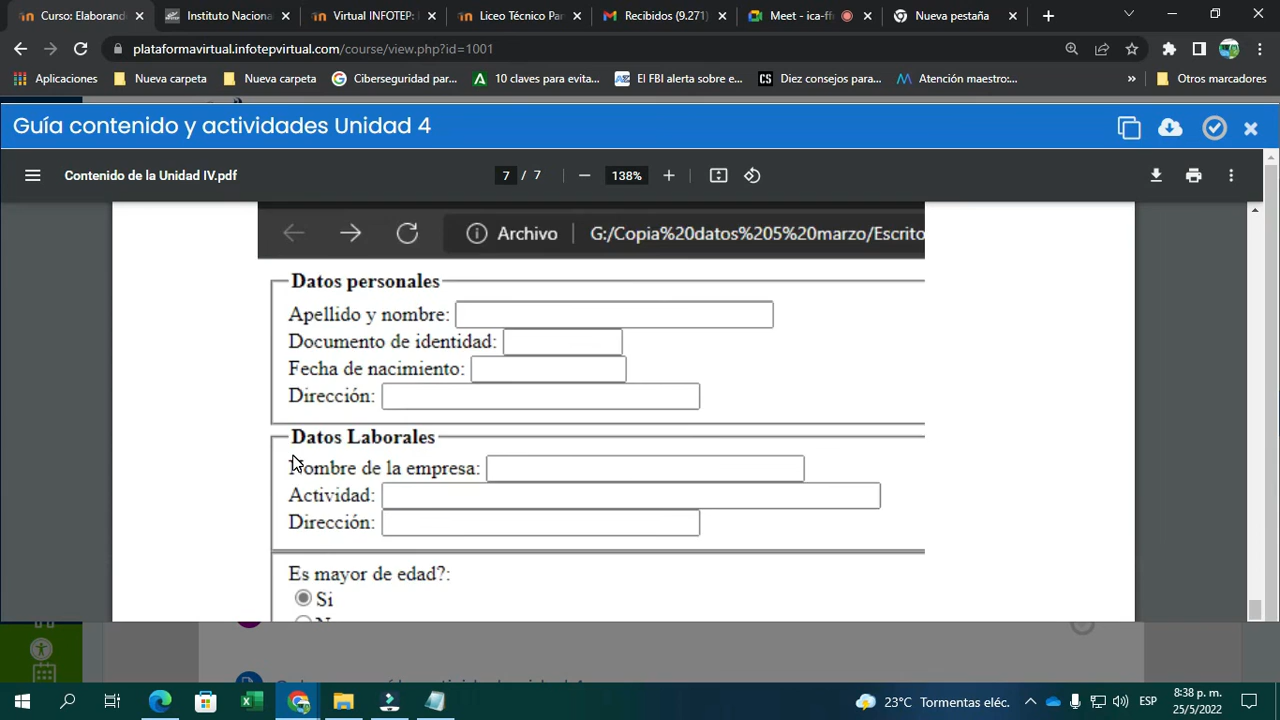 Curso: Elaborand
Instituto Naciona
Virtual INFOTEP:
Liceo Técnico Par
Recibidos (9.271)
Meet - ica-ff
Nueva pestaña
plataformavirtual.infotepvirtual.com/course/view.php?id=1001
Aplicaciones
Nueva carpeta
Nueva carpeta
Ciberseguridad par...
10 claves para evita...
El FBI alerta sobre e...
Diez consejos para...
Atención maestro:...
»
Otros marcadores
Guía contenido y actividades Unidad 4
Contenido de la Unidad IV.pdf
7 / 7
138%
Archivo
G:/Copia%20datos%205%20marzo/Escrito
Datos personales
Apellido y nombre:
Documento de identidad:
Fecha de nacimiento:
Dirección:
Datos Laborales
Nombre de la empresa:
Actividad:
Dirección:
Es mayor de edad?:
Si
23°C Tormentas eléc.
ESP
8:38 p. m.
25/5/2022